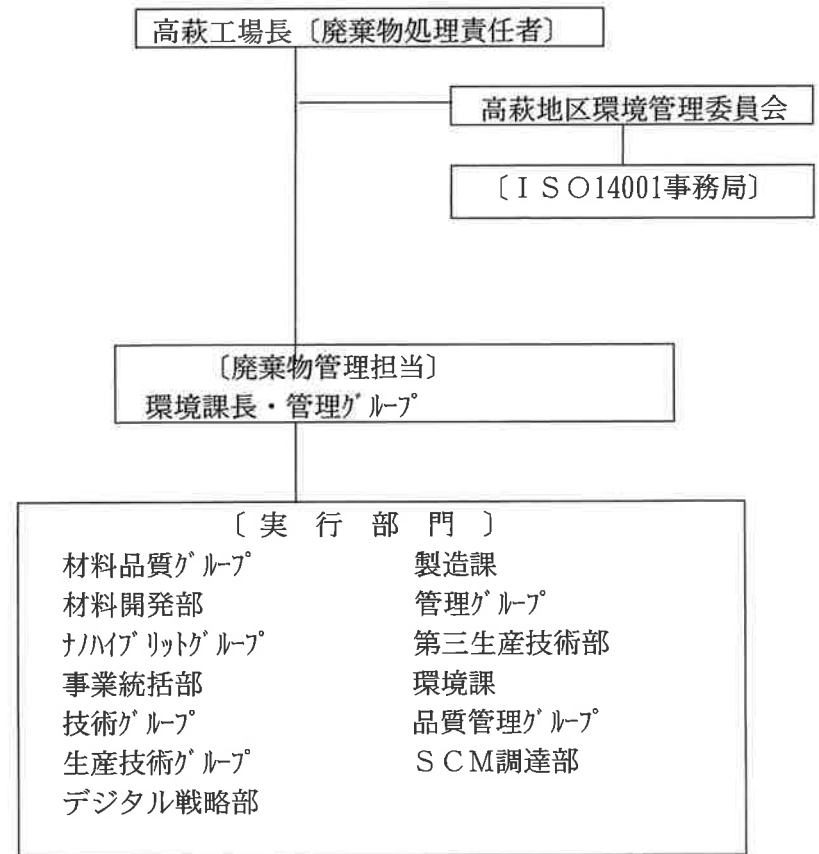 高萩工場長〔廃棄物処理責任者〕
高萩地区環境管理委員会
〔ＩＳＯ14001事務局〕
〔廃棄物管理担当〕
環境課長・管理ｸﾞﾙｰﾌﾟ
〔実　行　部　門　〕
材料品質ｸﾞﾙｰﾌﾟ　製造課
材料開発部　管理ｸﾞﾙｰﾌﾟ
ﾅﾉﾊｲﾌﾞﾘｯﾄｸﾞﾙｰﾌﾟ　第三生産技術部
事業統括部　環境課
技術ｸﾞﾙｰﾌﾟ　品質管理ｸﾞﾙｰﾌﾟ
生産技術ｸﾞﾙｰﾌﾟ　ＳＣＭ調達部
デジタル戦略部